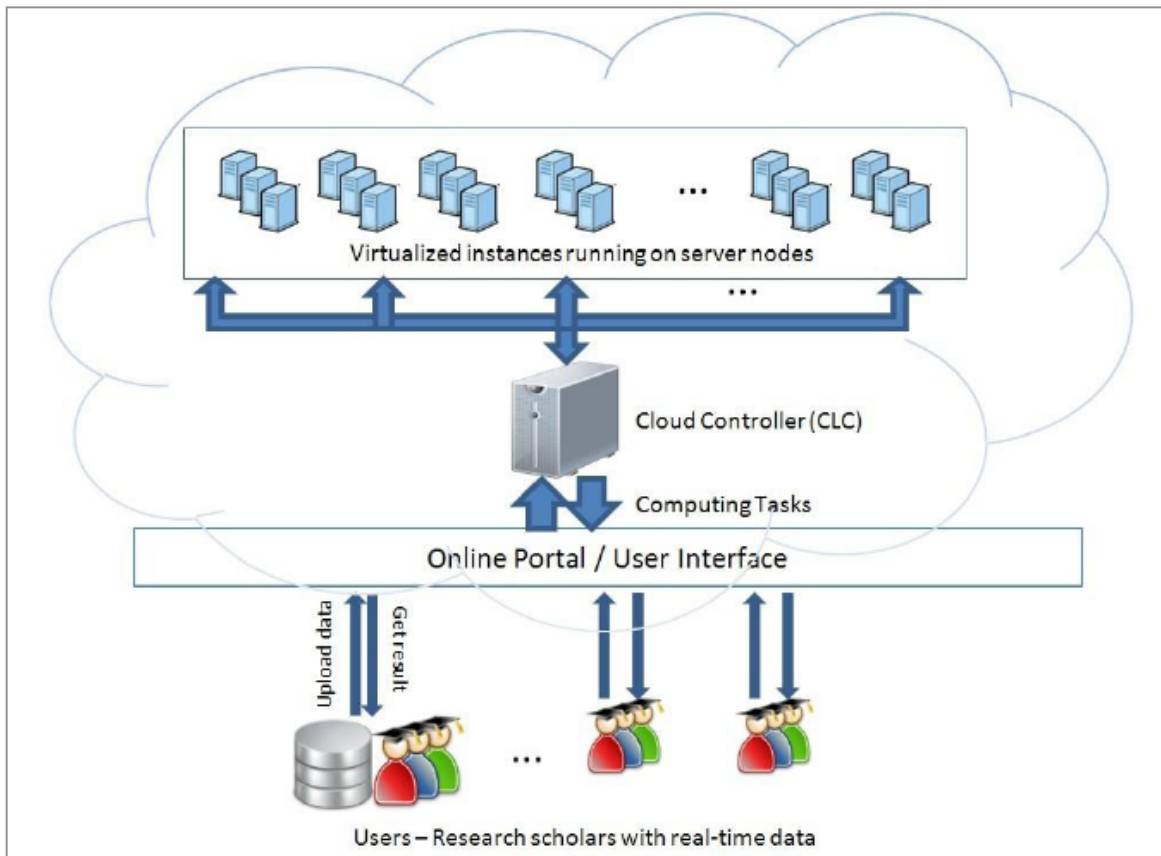 ...
Virtualized instances running on server nodes
...
Cloud Controller (CLC)
Computing Tasks
Online Portal / User Interface
Upload data
Get result
...
Users – Research scholars with real-time data